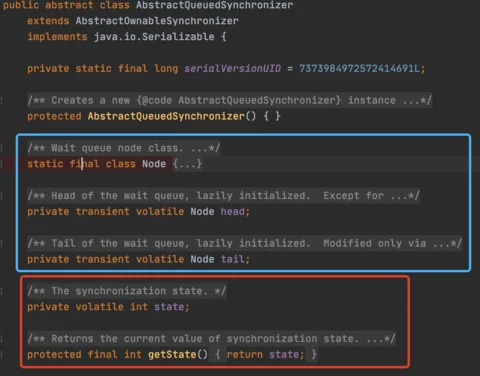 public abstract class AbstractQueuedSynchronizer
extends AbstractOwnableSynchronizer
implements java.io.Serializable {
private static final long serialVersionUID = 7373984972572414691L;
/** Creates a new {@code AbstractQueuedSynchronizer} instance ...*/
protected AbstractQueuedSynchronizer() { }
/** Wait queue node class. ...*/
static final class Node {...}
/** Head of the wait queue, lazily initialized.  Except for ...*/
private transient volatile Node head;
/** Tail of the wait queue, lazily initialized.  Modified only via ...*/
private transient volatile Node tail;
/** The synchronization state. */
private volatile int state;
/** Returns the current value of synchronization state. ...*/
protected final int getState() { return state; }